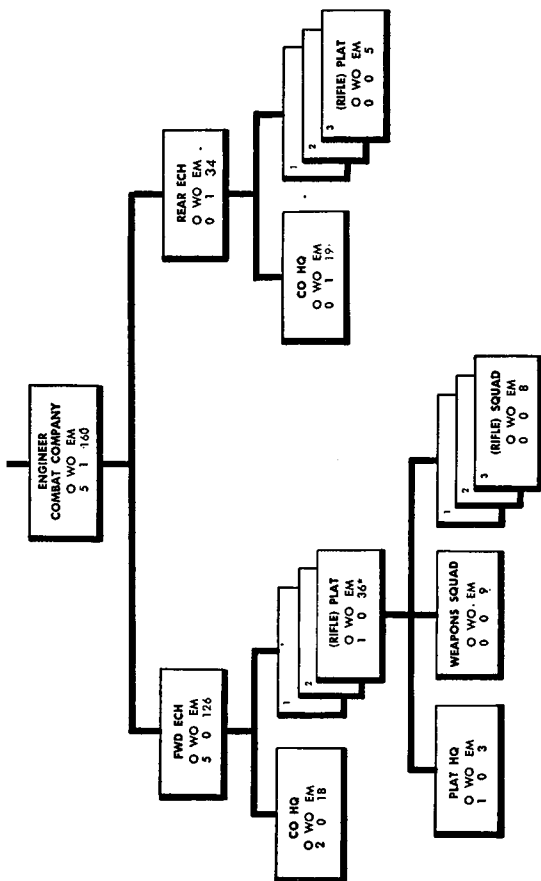 ENGINEER
COMBAT COMPANY
O WO EM
5 1 160
FWD ECH
O WO EM
5 0 126
REAR ECH
O WO EM
0 1 34
CO HQ
O WO EM
2 0 18
1
2
3
(RIFLE) PLAT
O WO EM
1 0 36*
CO HQ
O WO EM
0 1 19
1
2
3
(RIFLE) PLAT
O WO EM
0 0 5
PLAT HQ
O WO EM
1 0 3
WEAPONS SQUAD
O WO EM
0 0 9
1
2
3
(RIFLE) SQUAD
O WO EM
0 0 8